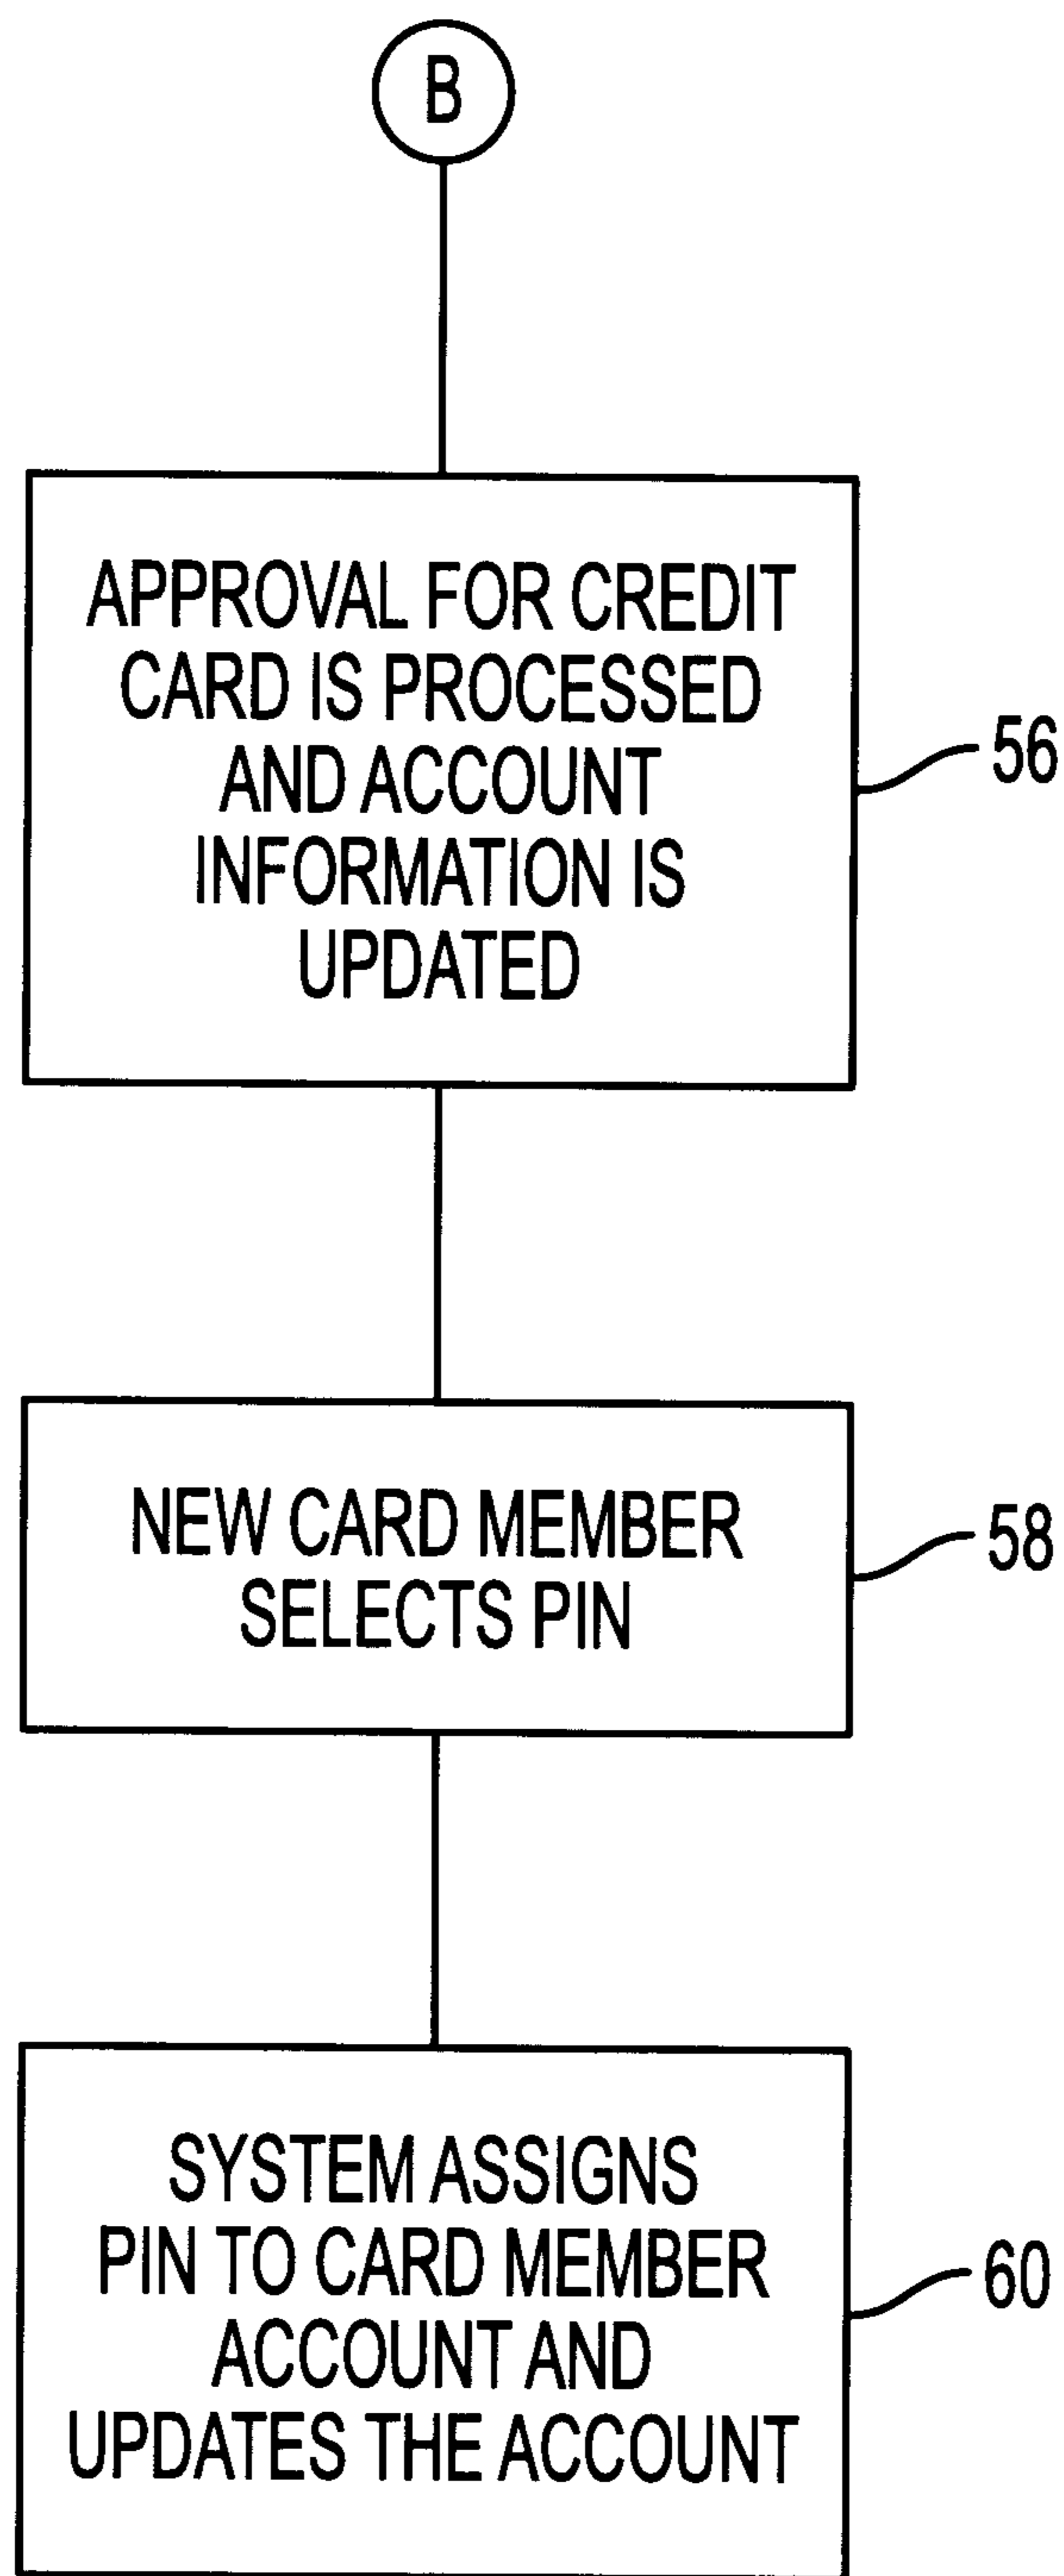 B
APPROVAL FOR CREDIT
CARD IS PROCESSED
AND ACCOUNT
INFORMATION IS
UPDATED
56
NEW CARD MEMBER
SELECTS PIN
58
SYSTEM ASSIGNS
PIN TO CARD MEMBER
ACCOUNT AND
UPDATES THE ACCOUNT
60